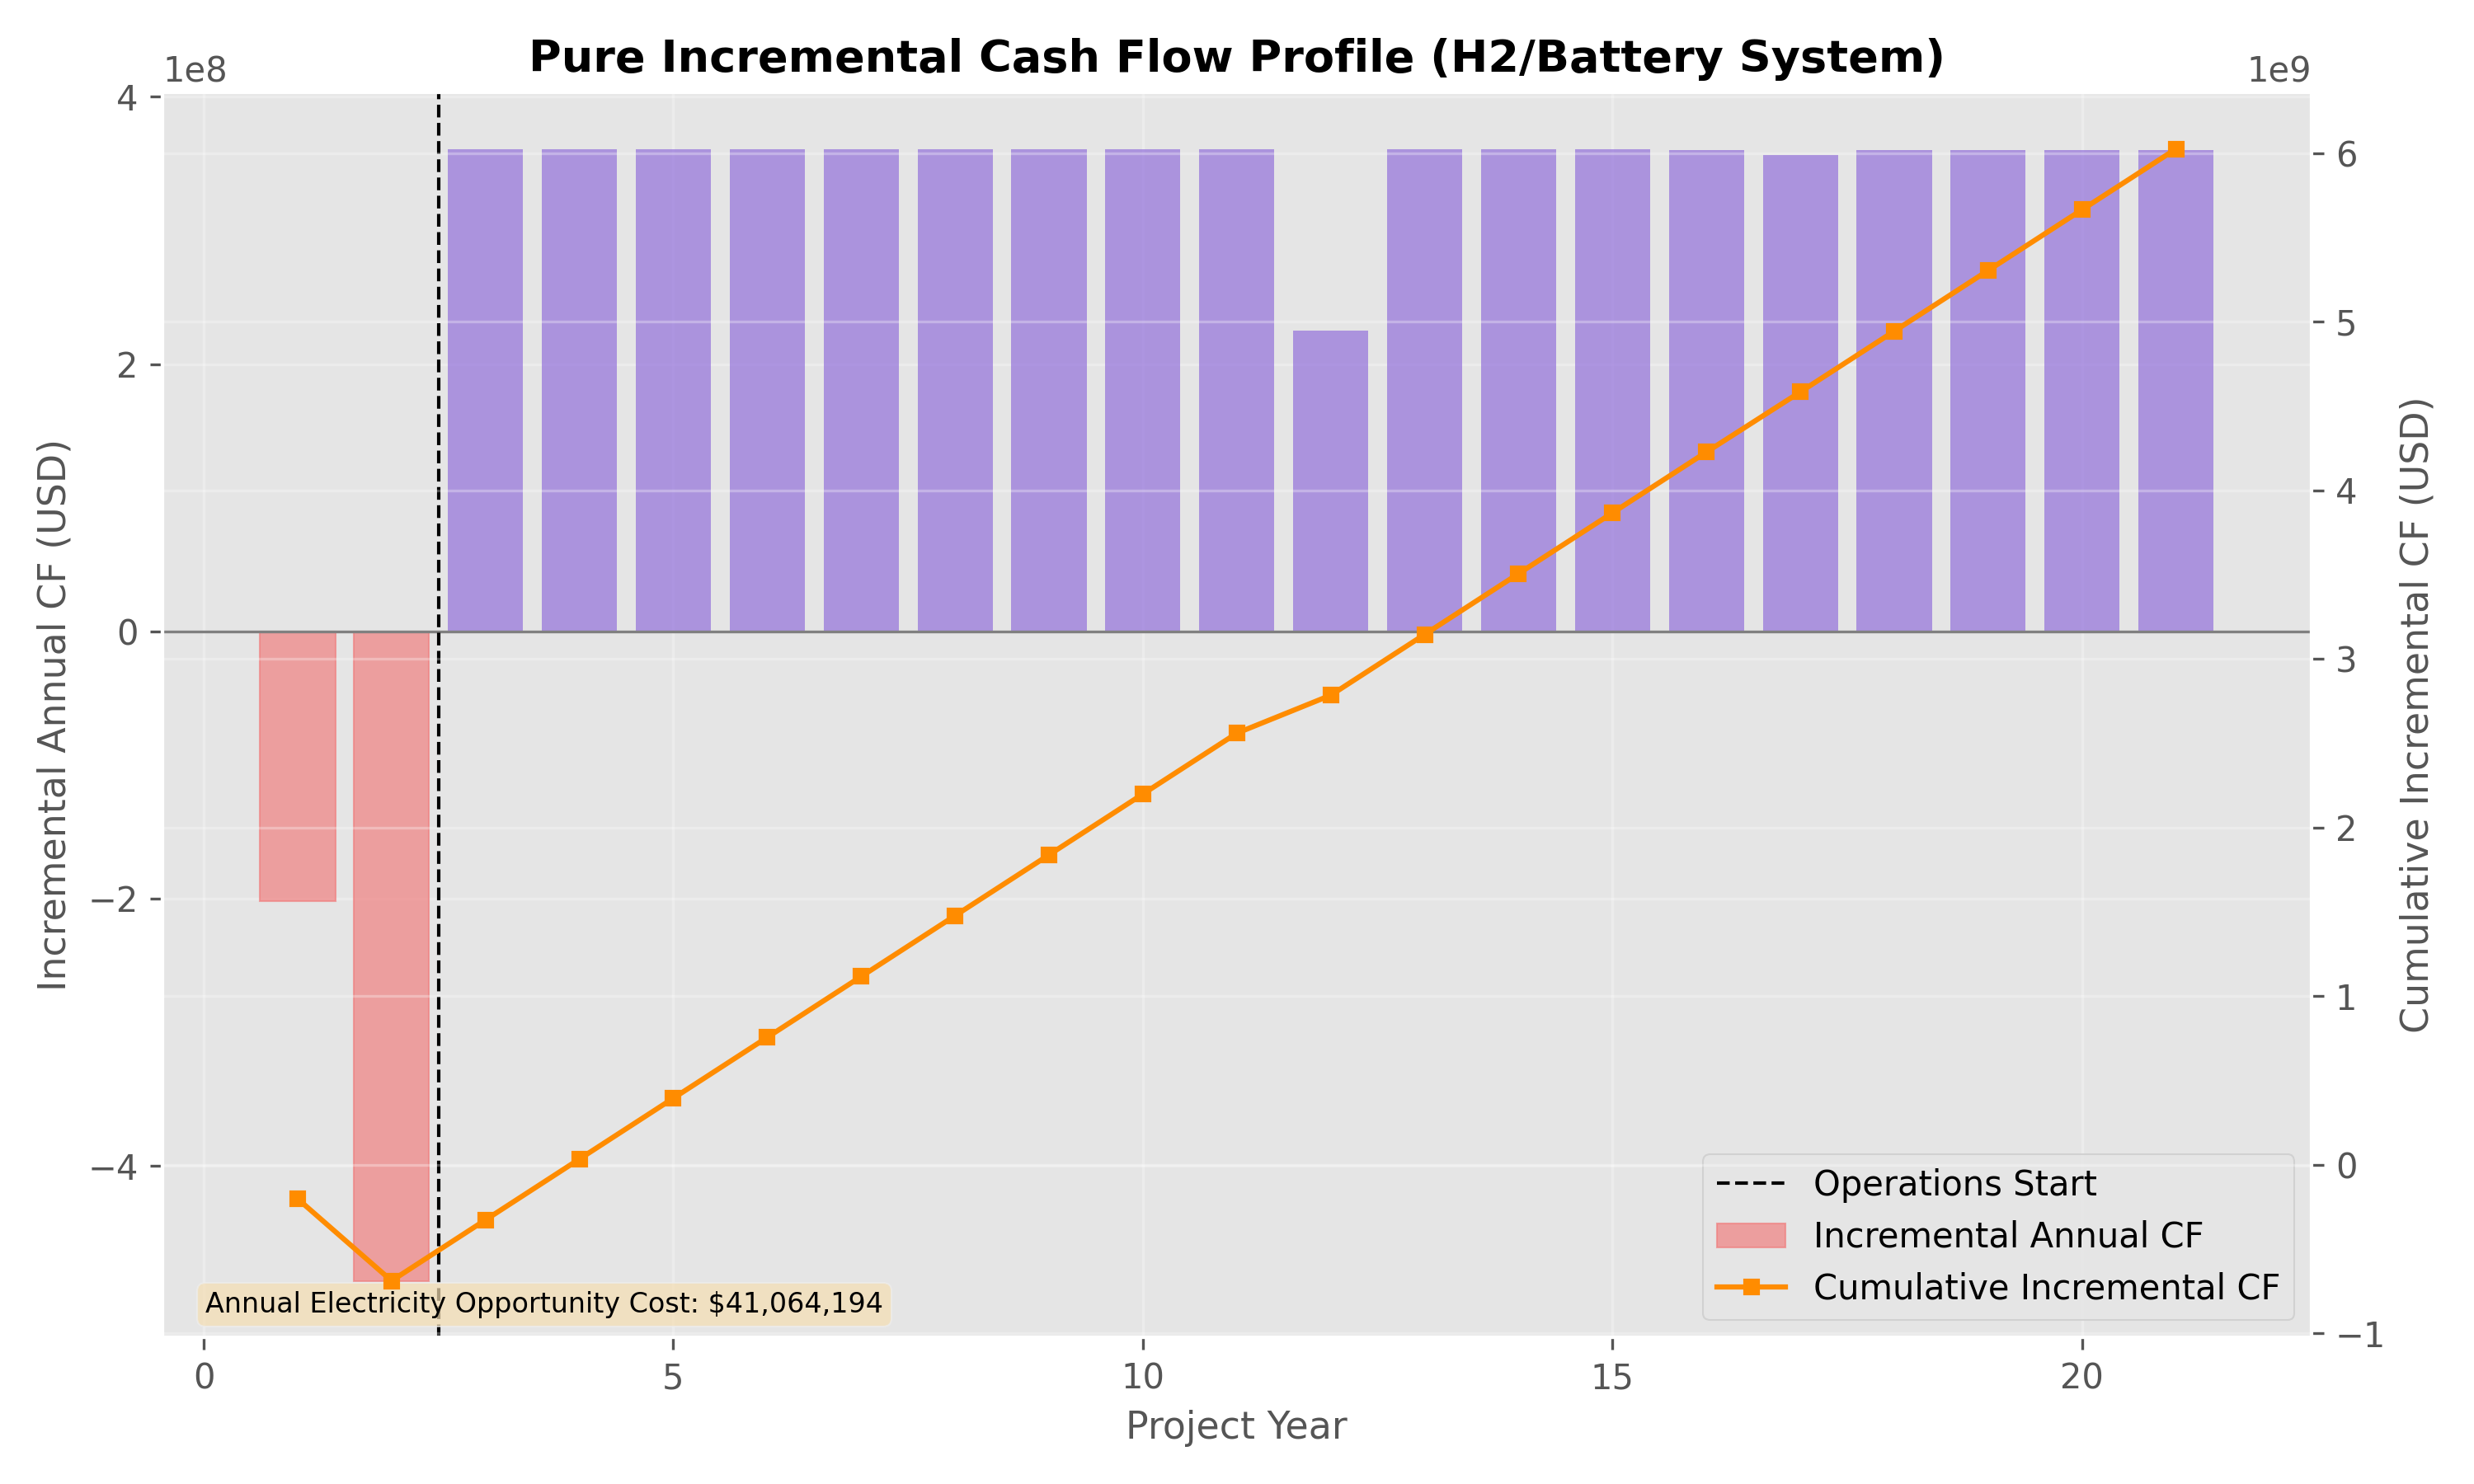 Pure Incremental Cash Flow Profile (H2/Battery System)
1e8
1e9
4
2
0
−2
−4
Incremental Annual CF (USD)
6
5
4
3
2
1
0
−1
Cumulative Incremental CF (USD)
Operations Start
Incremental Annual CF
Cumulative Incremental CF
Annual Electricity Opportunity Cost: $41,064,194
0 5 10 15 20
Project Year